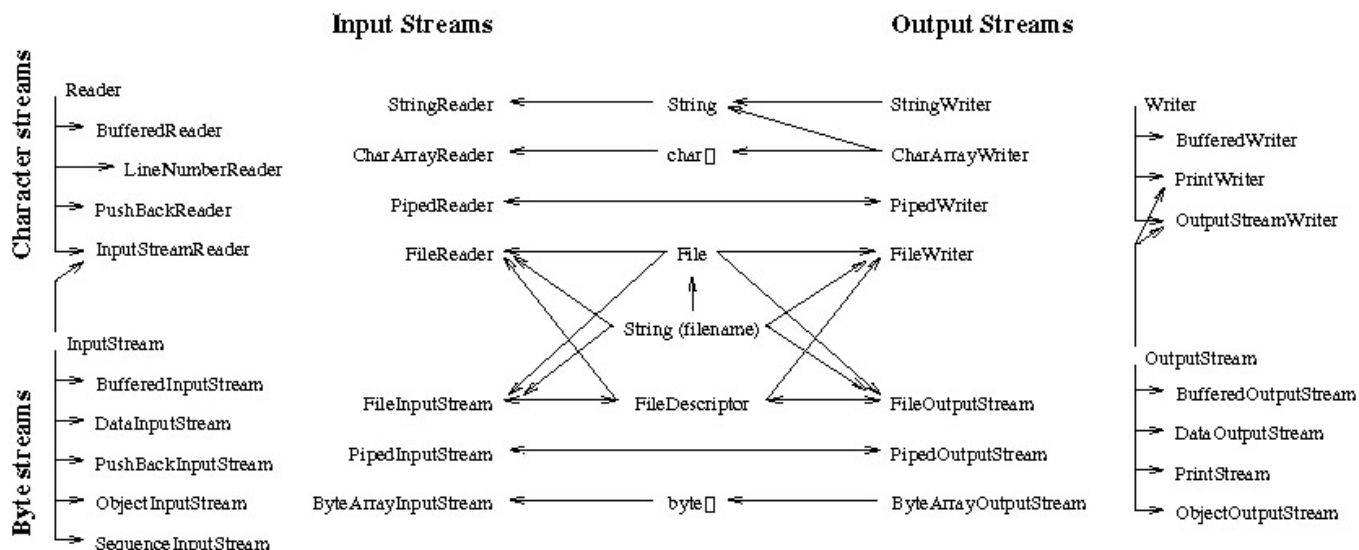 Input Streams
Output Streams
Character streams
Reader
BufferedReader
LineNumberReader
PushBackReader
InputStreamReader
StringReader
String
StringWriter
CharArrayReader
char[]
CharArrayWriter
PipedReader
PipedWriter
FileReader
File
FileWriter
String (filename)
Writer
BufferedWriter
PrintWriter
OutputStreamWriter
Byte streams
InputStream
BufferedInputStream
DataInputStream
PushBackInputStream
ObjectInputStream
SequenceInputStream
FileInputStream
FileDescriptor
FileOutputStream
PipedInputStream
PipedOutputStream
ByteArrayInputStream
byte[]
ByteArrayOutputStream
OutputStream
BufferedOutputStream
DataOutputStream
PrintStream
ObjectOutputStream